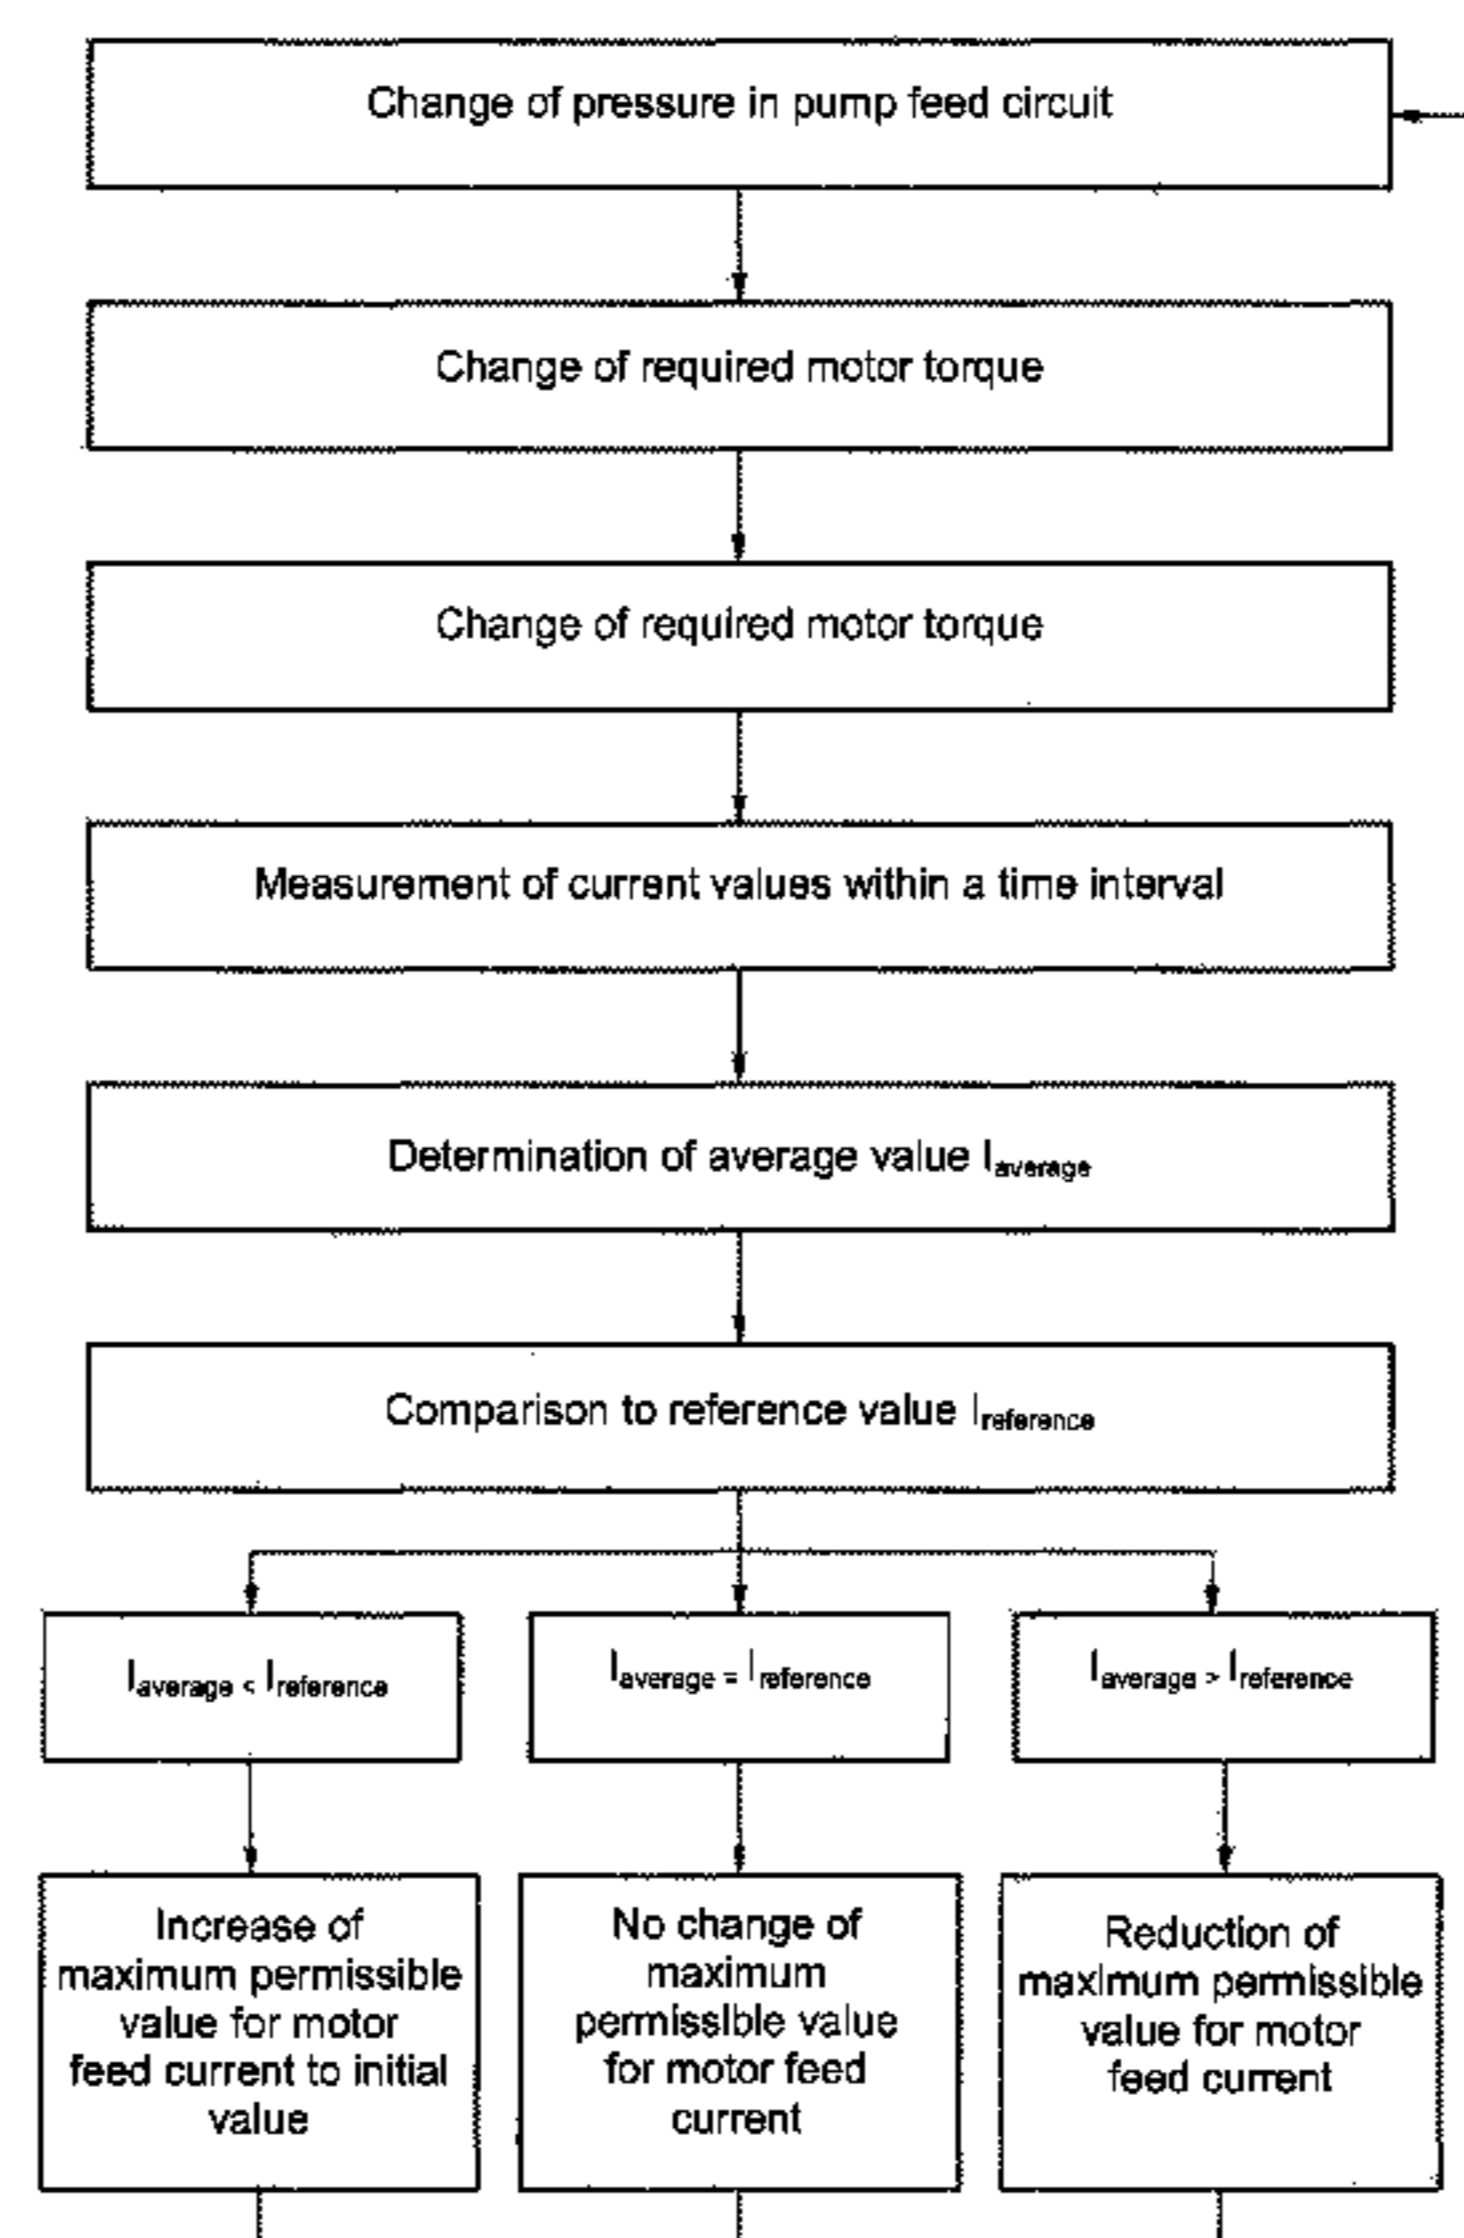 Change of pressure in pump feed circuit
Change of required motor torque
Change of required motor torque
Measurement of current values within a time interval
Determination of average value Iaverage
Comparison to reference value Ireference
Iaverage < Ireference
Iaverage = Ireference
Iaverage > Ireference
Increase of
maximum permissible
value for motor
feed current to initial
value
No change of
maximum
permissible value
for motor feed
current
Reduction of
maximum permissible
value for motor
feed current